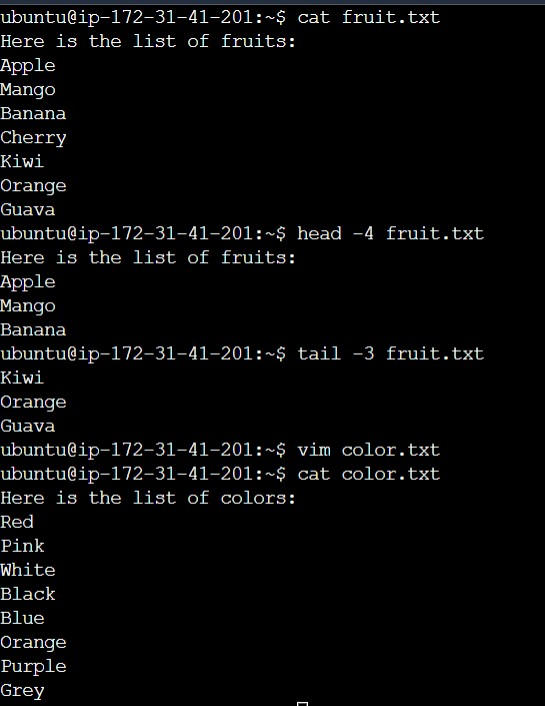 ubuntu@ip-172-31-41-201:~$ cat fruit.txt
Here is the list of fruits:
Apple
Mango
Banana
Cherry
Kiwi
Orange
Guava
ubuntu@ip-172-31-41-201:~$ head -4 fruit.txt
Here is the list of fruits:
Apple
Mango
Banana
ubuntu@ip-172-31-41-201:~$ tail -3 fruit.txt
Kiwi
Orange
Guava
ubuntu@ip-172-31-41-201:~$ vim color.txt
ubuntu@ip-172-31-41-201:~$ cat color.txt
Here is the list of colors:
Red
Pink
White
Black
Blue
Orange
Purple
Grey